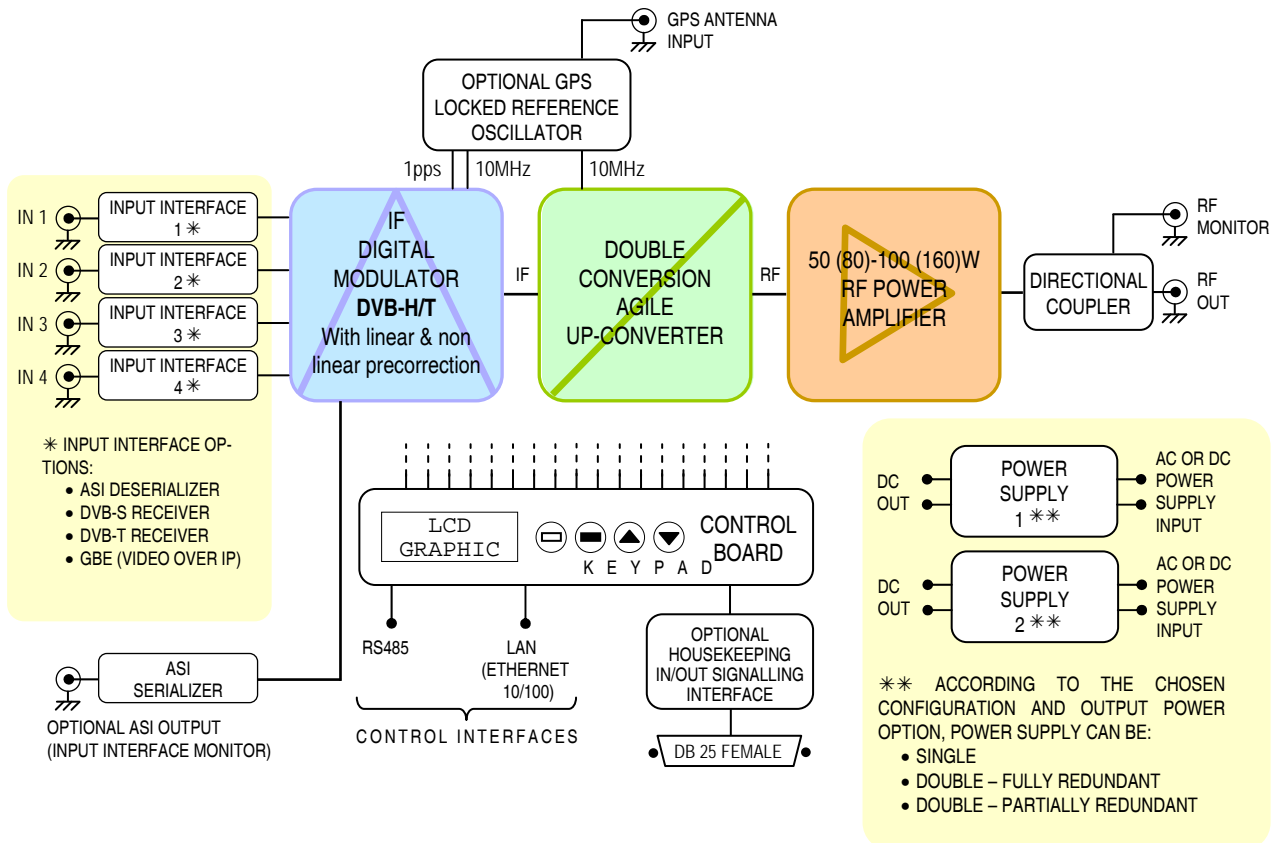 GPS ANTENNA
INPUT
OPTIONAL GPS
LOCKED REFERENCE
OSCILLATOR
1pps
10MHz
10MHz
IN 1
INPUT INTERFACE
1 ✳
IN 2
INPUT INTERFACE
2 ✳
IN 3
INPUT INTERFACE
3 ✳
IN 4
INPUT INTERFACE
4 ✳
✳ INPUT INTERFACE OP-
TIONS:
• ASI DESERIALIZER
• DVB-S RECEIVER
• DVB-T RECEIVER
• GBE (VIDEO OVER IP)
IF
DIGITAL
MODULATOR
DVB-H/T
With linear & non
linear precorrection
IF
DOUBLE
CONVERSION
AGILE
UP-CONVERTER
RF
50 (80)-100 (160)W
RF POWER
AMPLIFIER
DIRECTIONAL
COUPLER
RF
MONITOR
RF
OUT
LCD
GRAPHIC
KEYPAD
CONTROL
BOARD
RS485
LAN
(ETHERNET
10/100)
CONTROL INTERFACES
OPTIONAL
HOUSEKEEPING
IN/OUT SIGNALLING
INTERFACE
DB 25 FEMALE
ASI
SERIALIZER
OPTIONAL ASI OUTPUT
(INPUT INTERFACE MONITOR)
DC
OUT
POWER
SUPPLY
1 ✳✳
AC OR DC
POWER
SUPPLY
INPUT
DC
OUT
POWER
SUPPLY
2 ✳✳
AC OR DC
POWER
SUPPLY
INPUT
✳✳ ACCORDING TO THE CHOSEN
CONFIGURATION AND OUTPUT POWER
OPTION, POWER SUPPLY CAN BE:
• SINGLE
• DOUBLE – FULLY REDUNDANT
• DOUBLE – PARTIALLY REDUNDANT